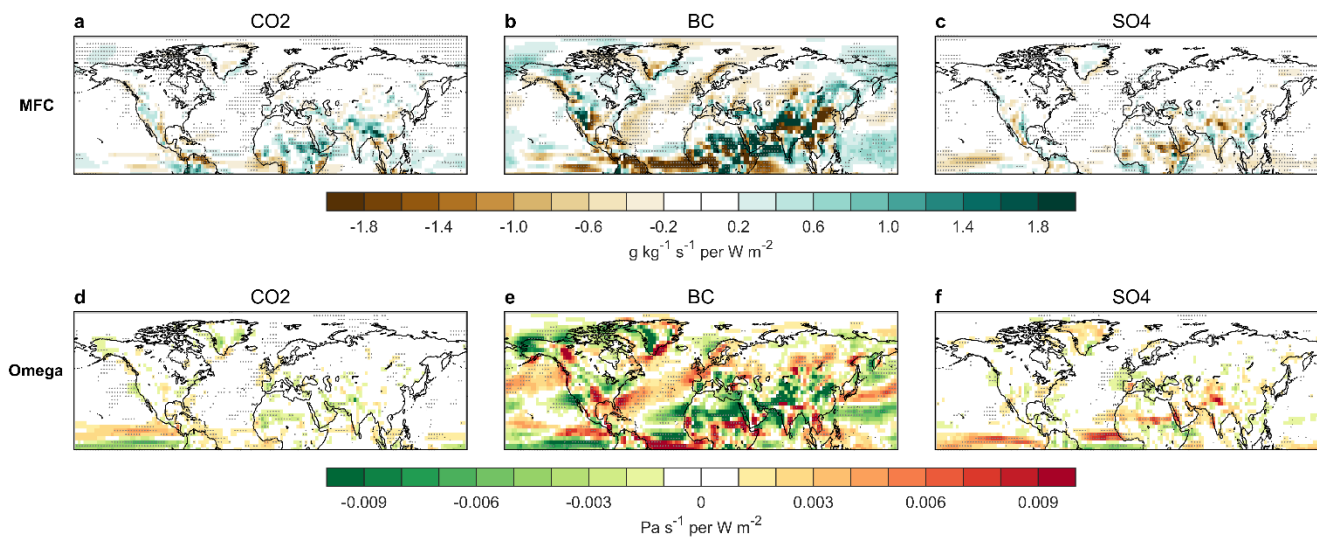 a CO2 b BC c SO4
MFC
-1.8 -1.4 -1.0 -0.6 -0.2 0.2 0.6 1.0 1.4 1.8
g kg⁻¹ s⁻¹ per W m⁻²
d CO2 e BC f SO4
Omega
-0.009 -0.006 -0.003 0 0.003 0.006 0.009
Pa s⁻¹ per W m⁻²